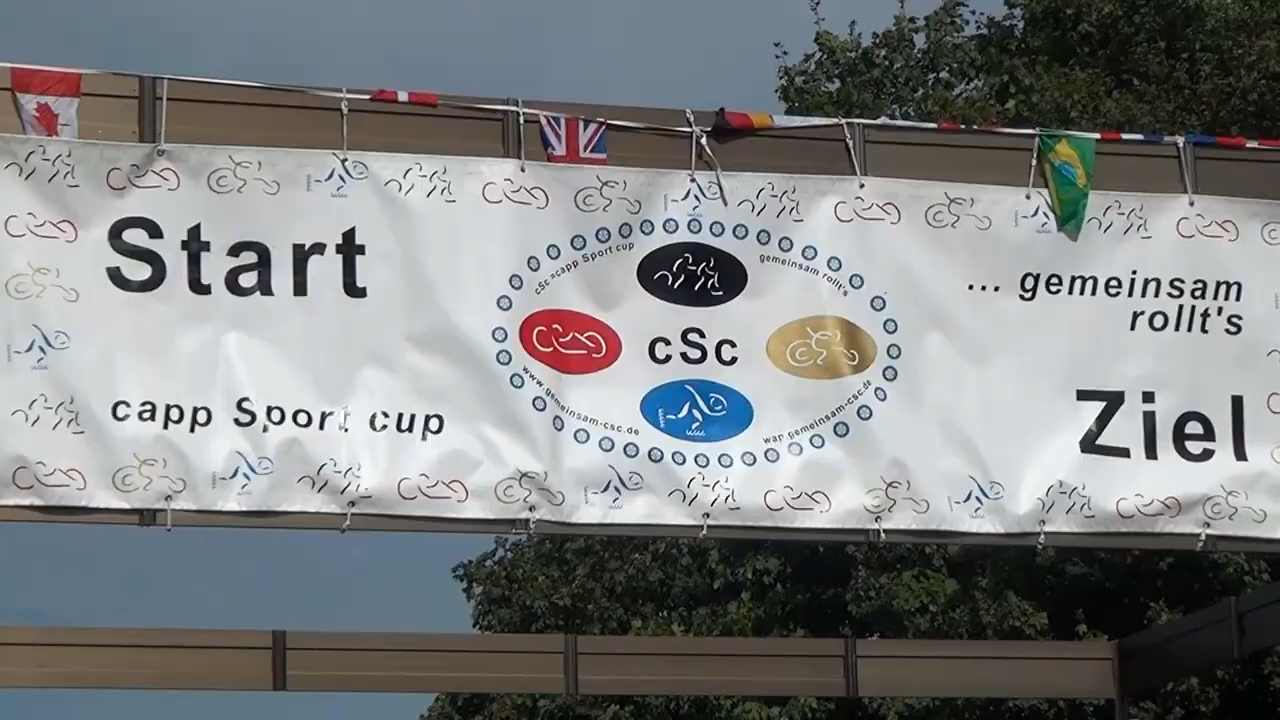 Start
capp Sport cup
cSc =capp Sport cup
gemeinsam rollt's
cSc
www.gemeinsam-csc.de
wap.gemeinsam-csc.de
... gemeinsam
rollt's
Ziel